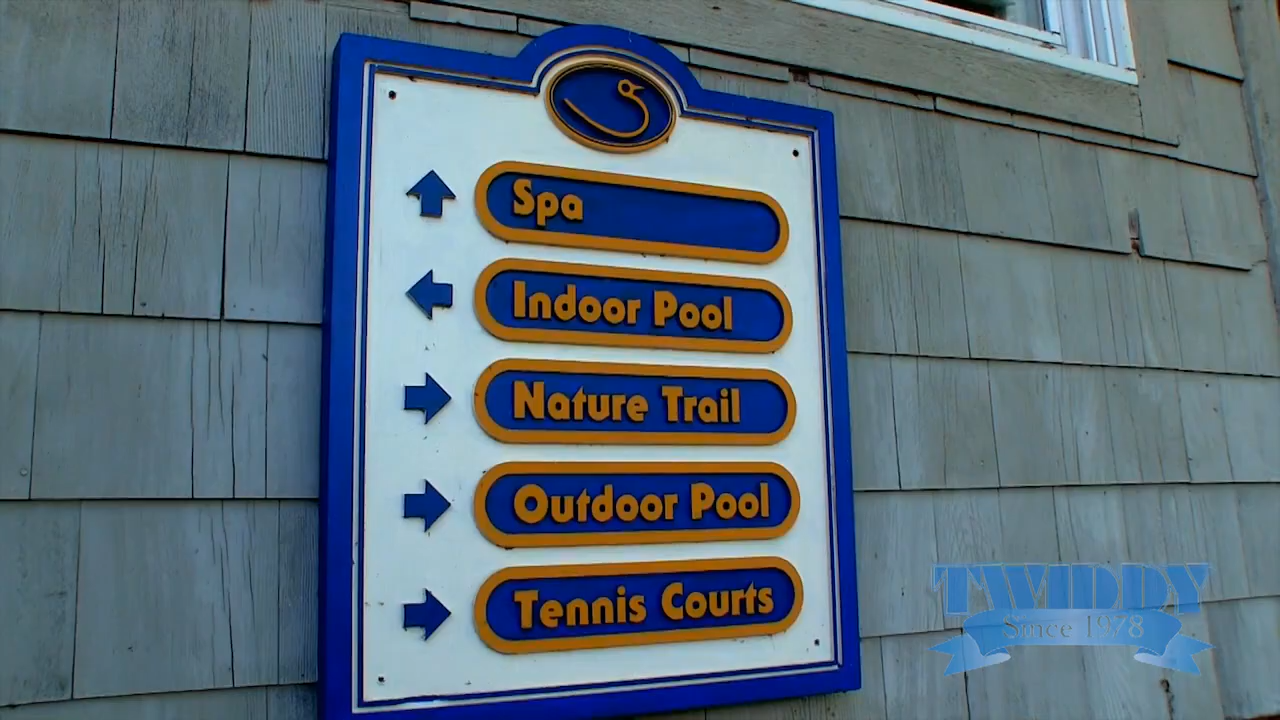 Spa
Indoor Pool
Nature Trail
Outdoor Pool
Tennis Courts
TWIDDY
Since 1978